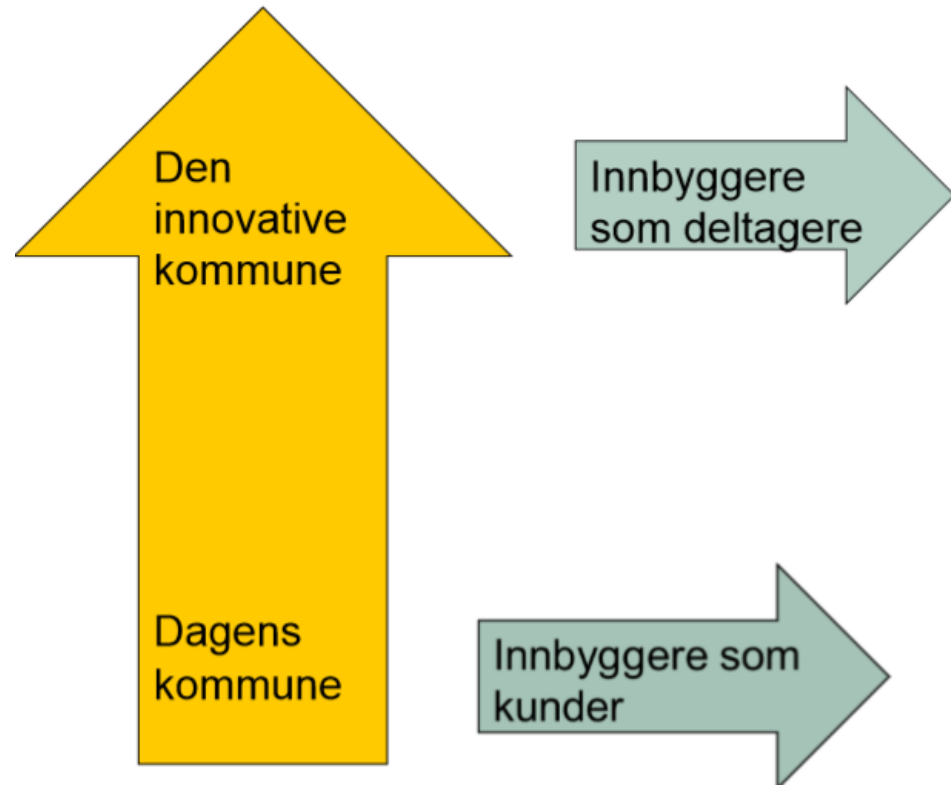 Den
innovative
kommune
Innbyggere
som deltagere
Dagens
kommune
Innbyggere som
kunder